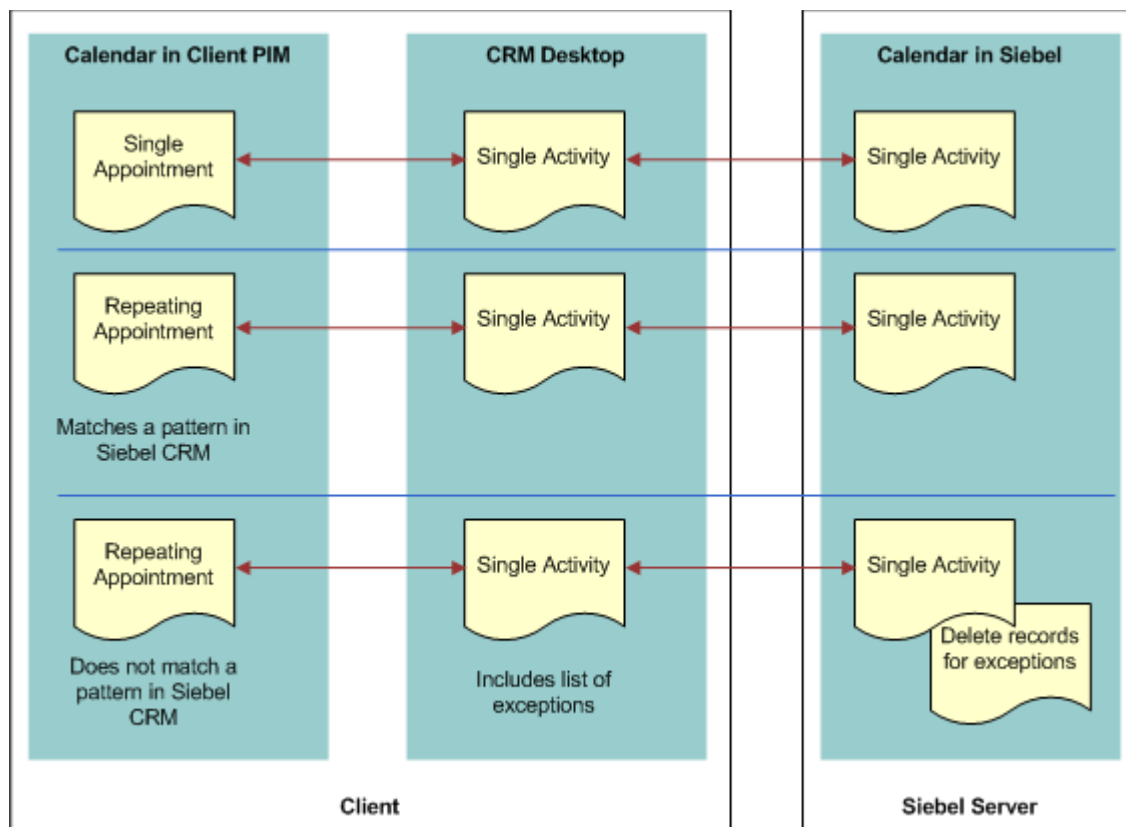 Calendar in Client PIM
CRM Desktop
Calendar in Siebel
Single
Appointment
Single Activity
Single Activity
Repeating
Appointment
Single Activity
Single Activity
Matches a pattern in
Siebel CRM
Repeating
Appointment
Single Activity
Single Activity
Delete records
for exceptions
Does not match a
pattern in Siebel
CRM
Includes list of
exceptions
Client
Siebel Server